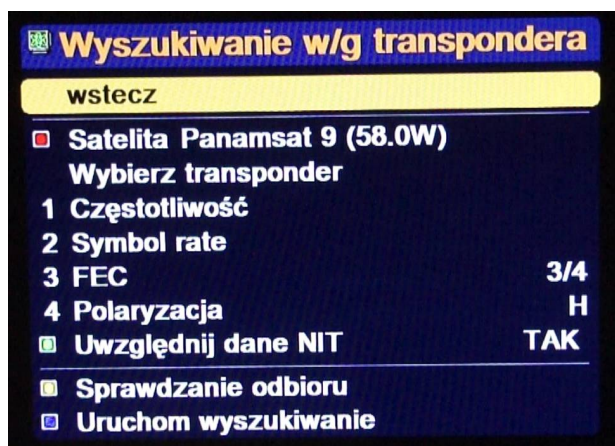 Wyszukiwanie w/g transpondera
wstecz
Satelita Panamsat 9 (58.0W)
Wybierz transponder
1 Częstotliwość
2 Symbol rate
3 FEC 3/4
4 Polaryzacja H
Uwzględnij dane NIT TAK
Sprawdzanie odbioru
Uruchom wyszukiwanie